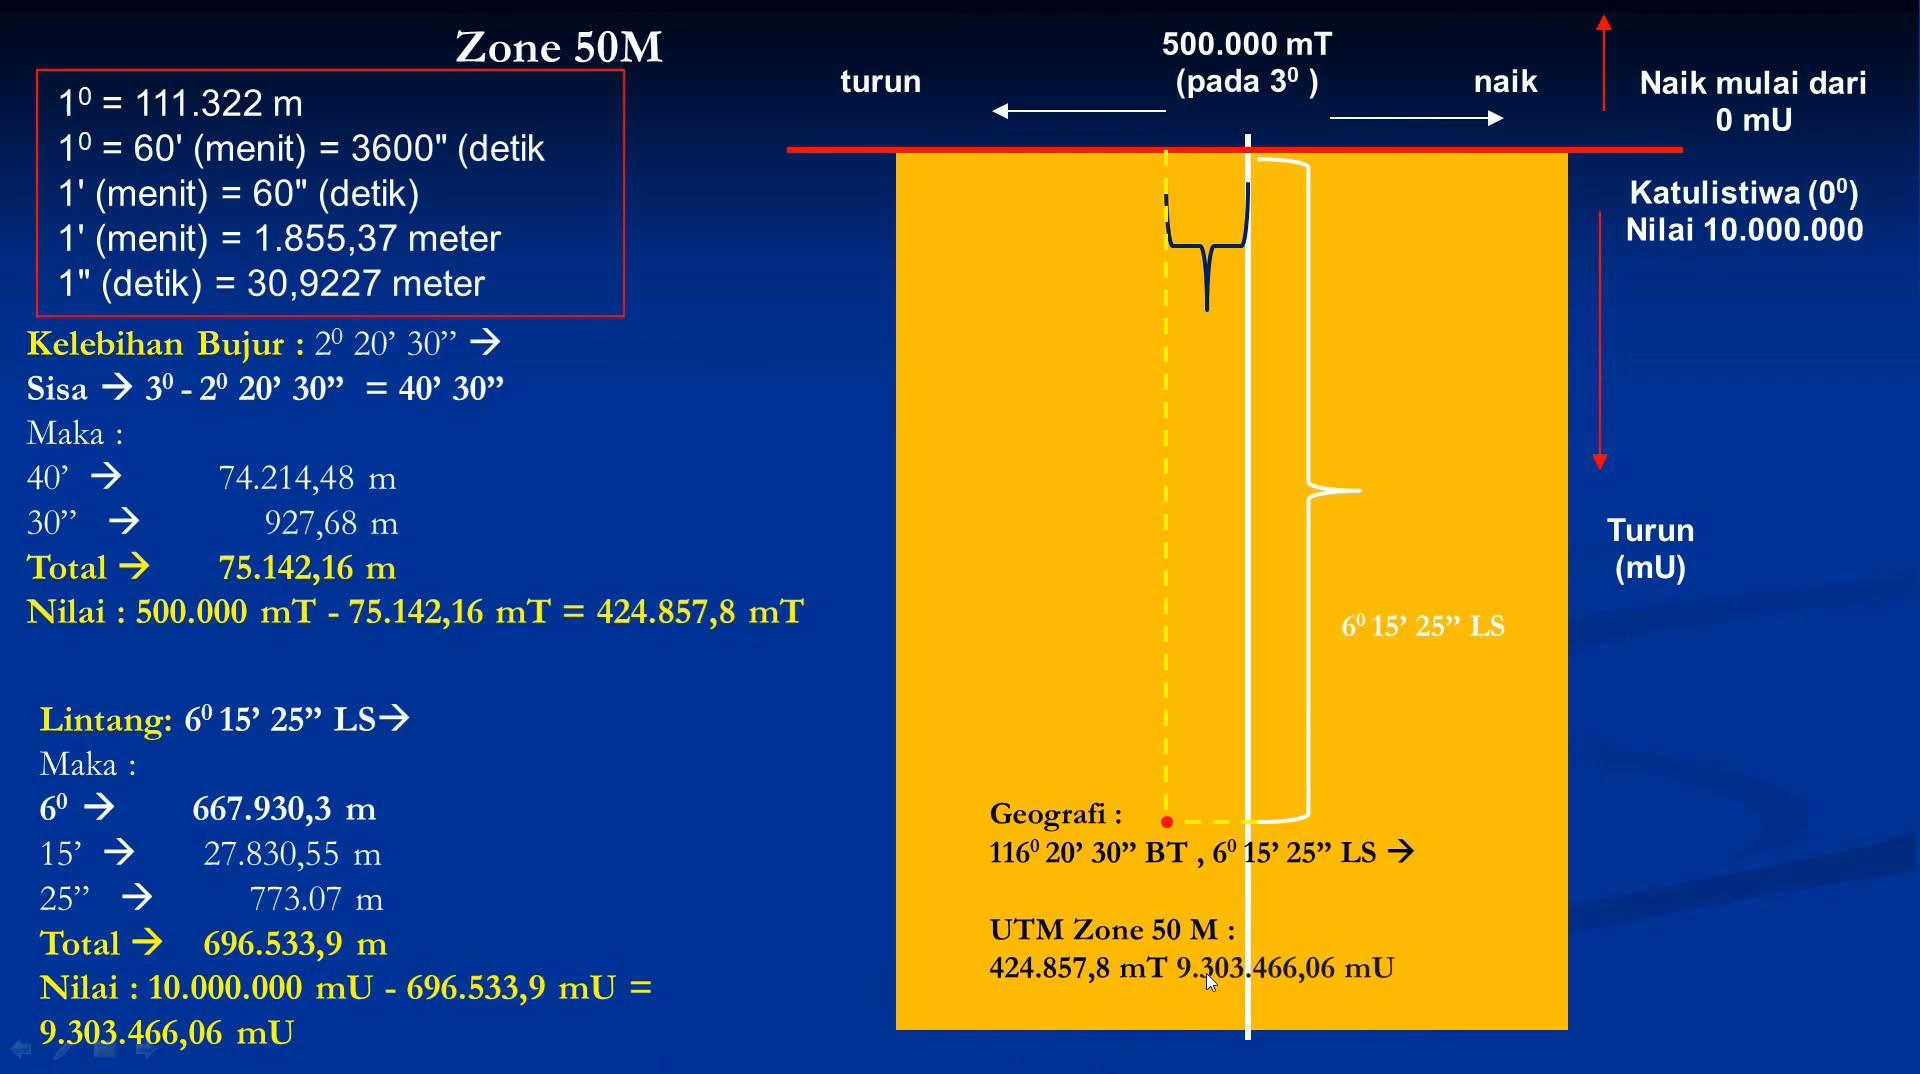 Zone 50M
1⁰ = 111.322 m
1⁰ = 60' (menit) = 3600" (detik
1' (menit) = 60" (detik)
1' (menit) = 1.855,37 meter
1" (detik) = 30,9227 meter
Kelebihan Bujur : 2⁰ 20’ 30’’ →
Sisa → 3⁰ - 2⁰ 20’ 30’’ = 40’ 30’’
Maka :
40’ → 74.214,48 m
30’’ → 927,68 m
Total → 75.142,16 m
Nilai : 500.000 mT - 75.142,16 mT = 424.857,8 mT
Lintang: 6⁰ 15’ 25’’ LS→
Maka :
6⁰ → 667.930,3 m
15’ → 27.830,55 m
25’’ → 773.07 m
Total → 696.533,9 m
Nilai : 10.000.000 mU - 696.533,9 mU =
9.303.466,06 mU
500.000 mT
(pada 3⁰ )
turun
naik
Naik mulai dari
0 mU
Katulistiwa (0⁰)
Nilai 10.000.000
Turun
(mU)
6⁰ 15’ 25’’ LS
Geografi :
116⁰ 20’ 30’’ BT , 6⁰ 15’ 25’’ LS →
UTM Zone 50 M :
424.857,8 mT 9.303.466,06 mU